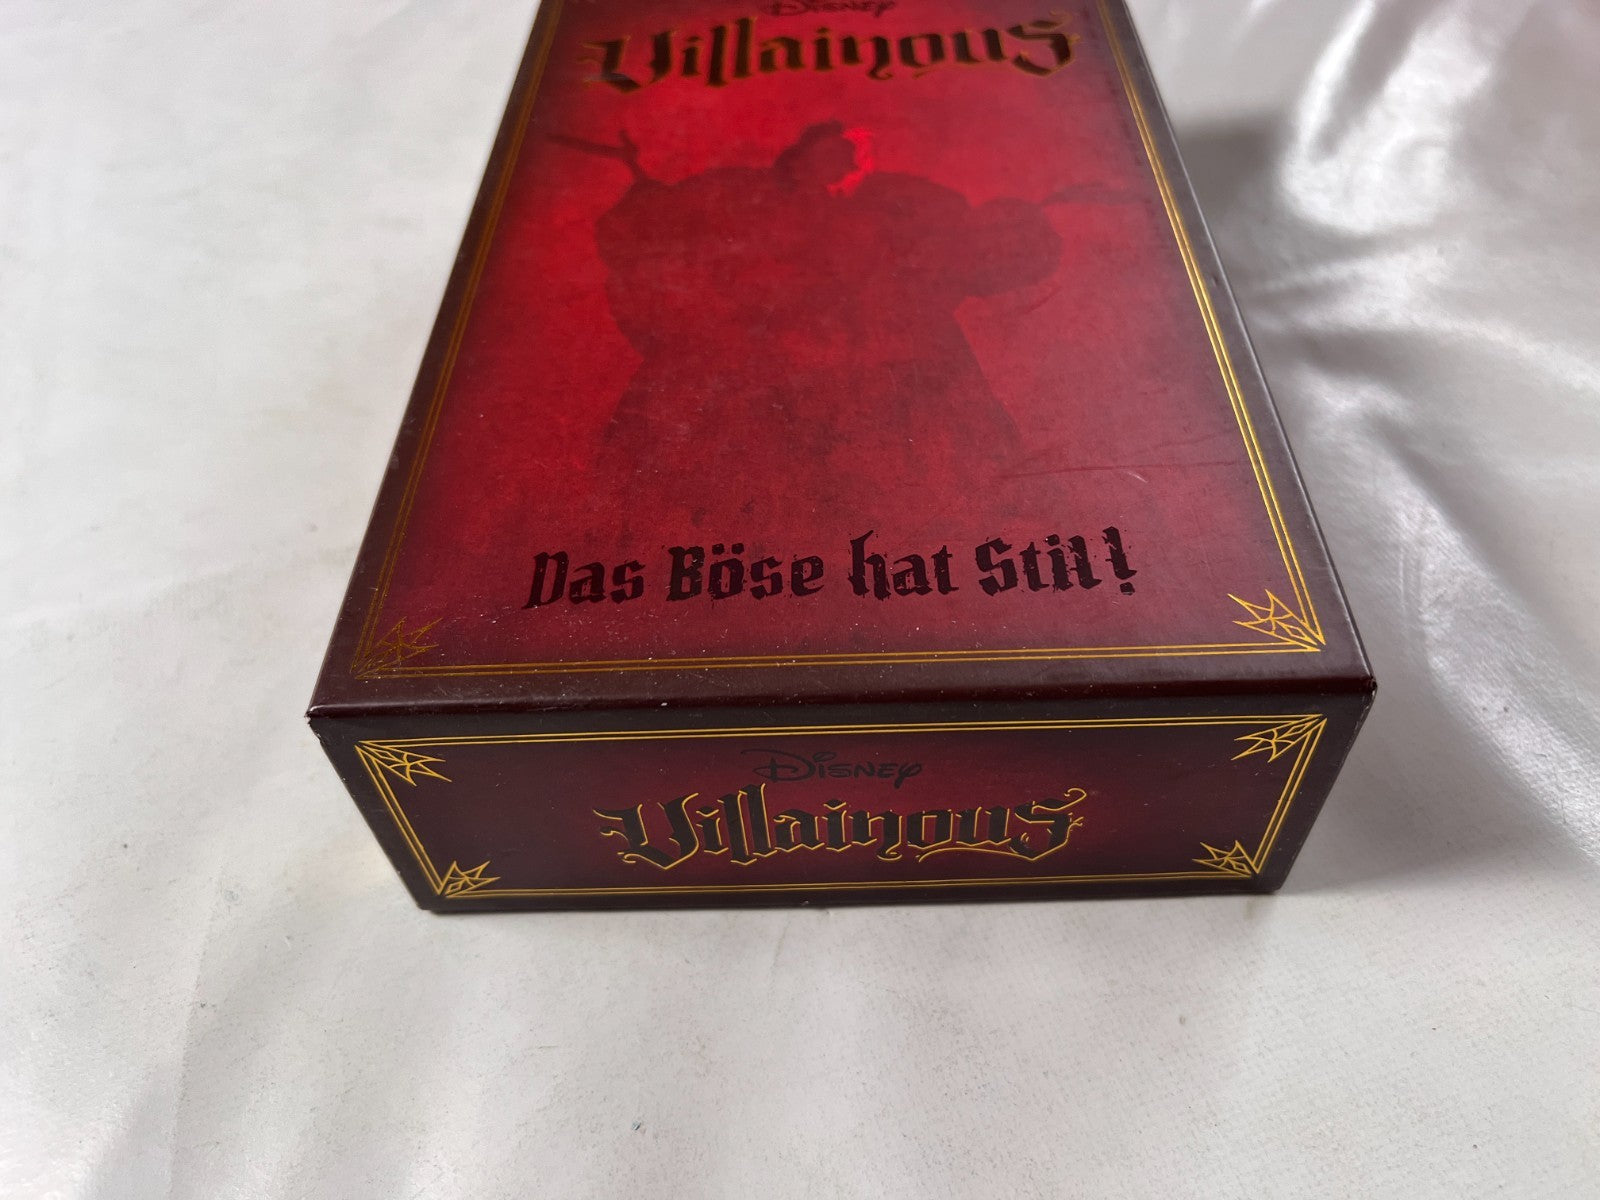 Disney
Villainous
Das Böse hat Stil!
Disney
Villainous